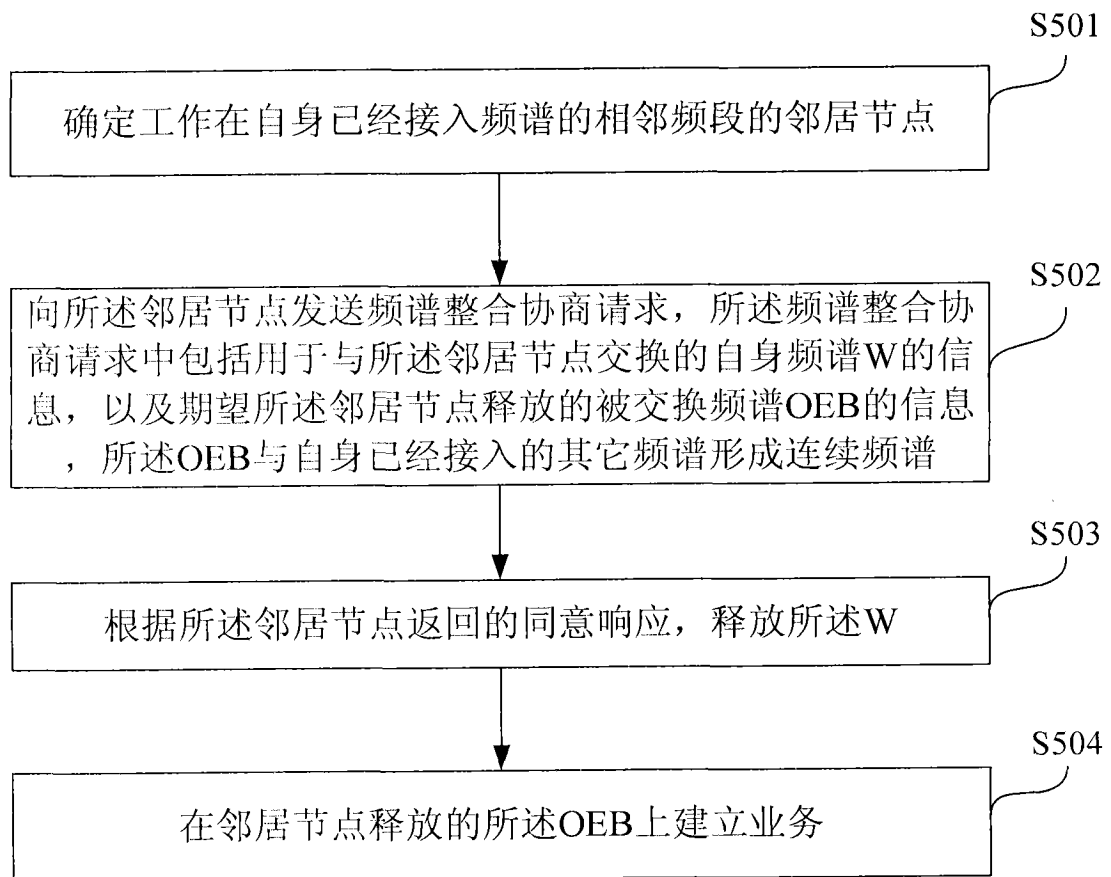 S501
确定工作在自身已经接入频谱的相邻频段的邻居节点
S502
向所述邻居节点发送频谱整合协商请求，所述频谱整合协
商请求中包括用于与所述邻居节点交换的自身频谱W的信
息，以及期望所述邻居节点释放的被交换频谱OEB的信息
，所述OEB与自身已经接入的其它频谱形成连续频谱
S503
根据所述邻居节点返回的同意响应，释放所述W
S504
在邻居节点释放的所述OEB上建立业务